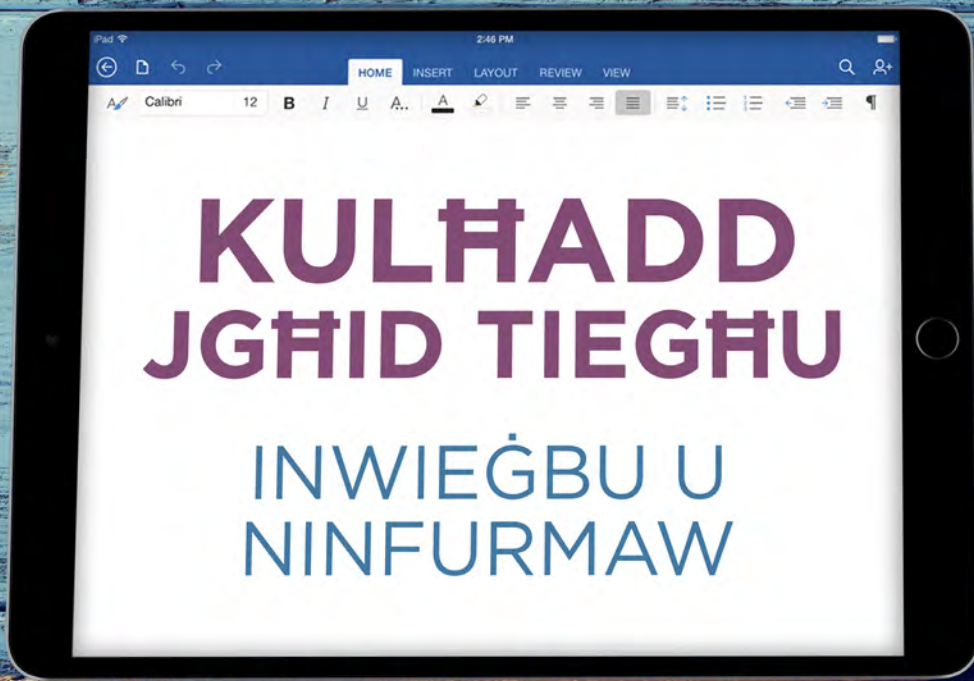 iPad 2:46 PM
HOME INSERT LAYOUT REVIEW VIEW
Calibri 12 B I U A.. A
KULĦADD
JGĦID TIEGĦU
INWIEĠBU U
NINFURMAW